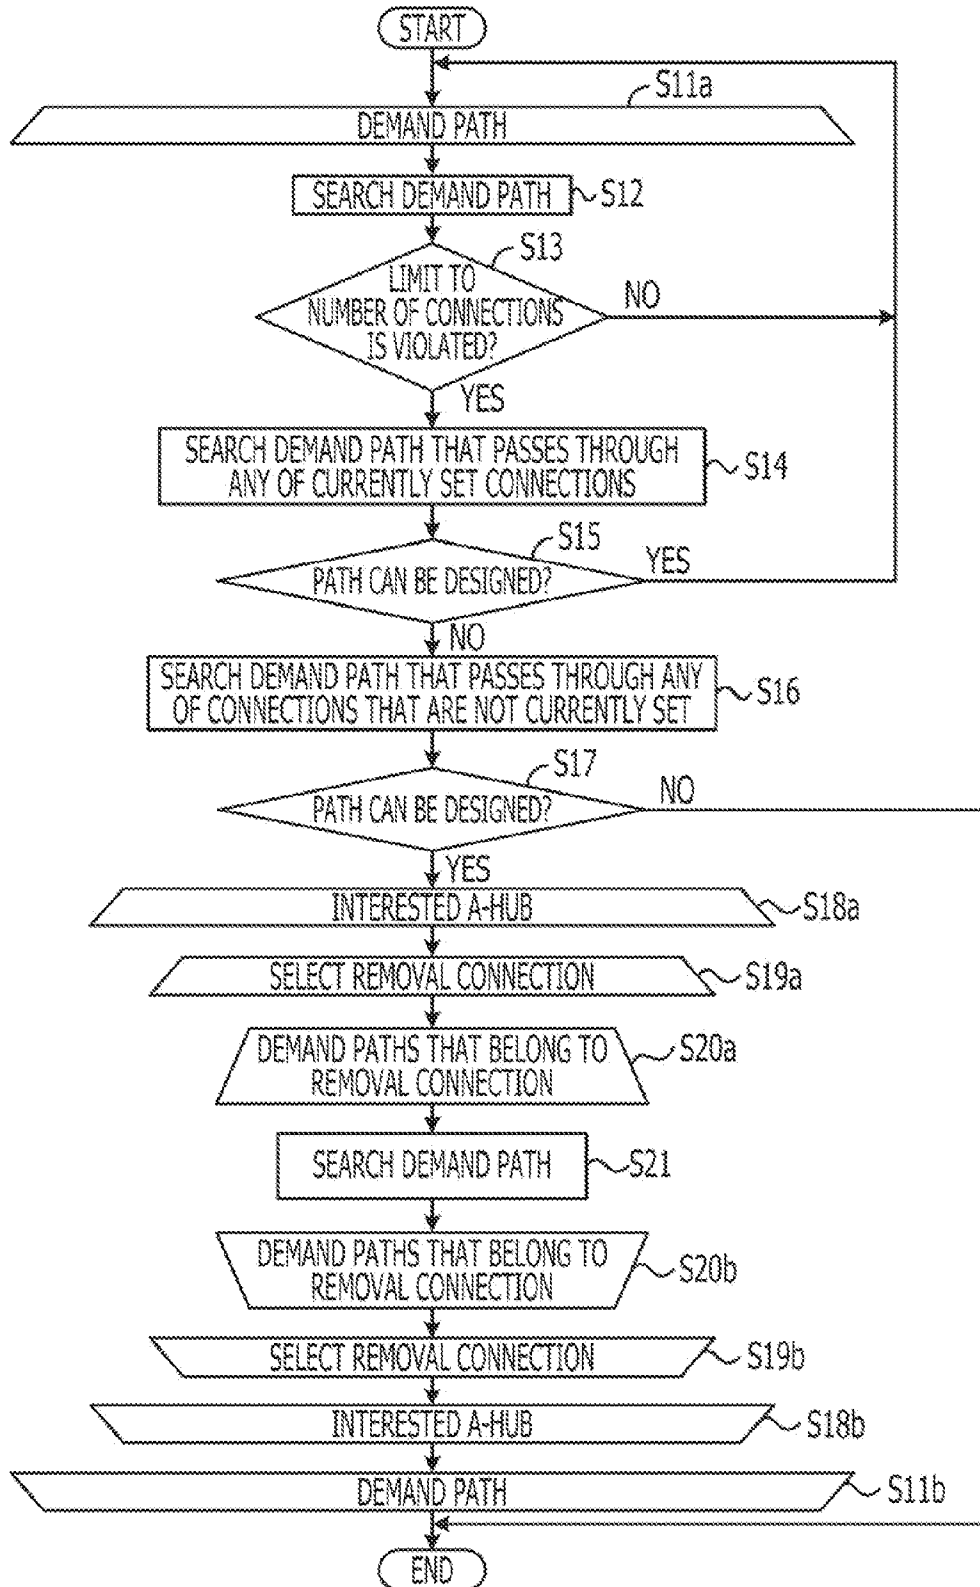 START
S11a
DEMAND PATH
SEARCH DEMAND PATH
S12
S13
LIMIT TO
NUMBER OF CONNECTIONS
IS VIOLATED?
NO
YES
SEARCH DEMAND PATH THAT PASSES THROUGH
ANY OF CURRENTLY SET CONNECTIONS
S14
S15
PATH CAN BE DESIGNED?
YES
NO
SEARCH DEMAND PATH THAT PASSES THROUGH ANY
OF CONNECTIONS THAT ARE NOT CURRENTLY SET
S16
S17
PATH CAN BE DESIGNED?
NO
YES
INTERESTED A-HUB
S18a
SELECT REMOVAL CONNECTION
S19a
DEMAND PATHS THAT BELONG TO
REMOVAL CONNECTION
S20a
SEARCH DEMAND PATH
S21
DEMAND PATHS THAT BELONG TO
REMOVAL CONNECTION
S20b
SELECT REMOVAL CONNECTION
S19b
INTERESTED A-HUB
S18b
DEMAND PATH
S11b
END